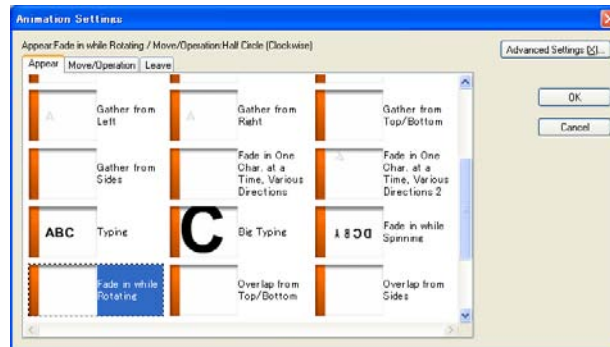 Animation Settings
Appear:Fade in while Rotating / Move/Operation:Half Circle (Clockwise)
Advanced Settings (X)...
Appear Move/Operation Leave
OK
Cancel
A
Gather from
Left
A
Gather from
Right
Gather from
Top/Bottom
Gather from
Sides
Fade in One
Char. at a
Time, Various
Directions
A
Fade in One
Char. at a
Time, Various
Directions 2
ABC
Typing
C
Big Typing
Fade in while
Spinning
Fade in while
Rotating
Overlap from
Top/Bottom
Overlap from
Sides